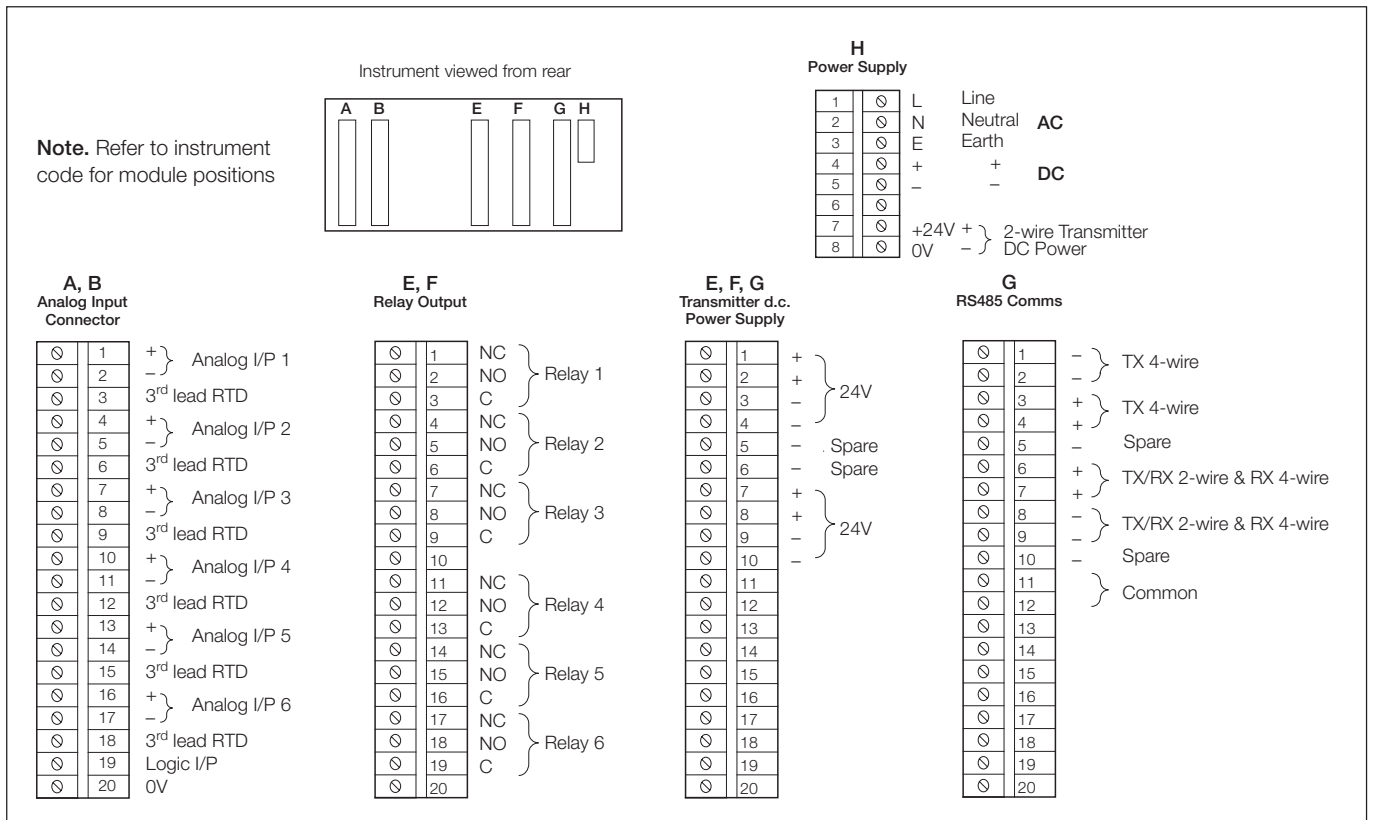 Instrument viewed from rear
A B E F G H
Note. Refer to instrument
code for module positions
H
Power Supply
1 L Line
2 N Neutral AC
3 E Earth
4 + +
5 – – DC
6
7 +24V + 2-wire Transmitter
8 0V – DC Power
A, B
Analog Input
Connector
1 + Analog I/P 1
2 –
3 3rd lead RTD
4 + Analog I/P 2
5 –
6 3rd lead RTD
7 + Analog I/P 3
8 –
9 3rd lead RTD
10 + Analog I/P 4
11 –
12 3rd lead RTD
13 + Analog I/P 5
14 –
15 3rd lead RTD
16 + Analog I/P 6
17 –
18 3rd lead RTD
19 Logic I/P
20 0V
E, F
Relay Output
1 NC
2 NO Relay 1
3 C
4 NC
5 NO Relay 2
6 C
7 NC
8 NO Relay 3
9 C
10
11 NC
12 NO Relay 4
13 C
14 NC
15 NO Relay 5
16 C
17 NC
18 NO Relay 6
19 C
20
E, F, G
Transmitter d.c.
Power Supply
1 +
2 + 24V
3 –
4 –
5 – . Spare
6 – Spare
7 +
8 + 24V
9 –
10 –
11
12
13
14
15
16
17
18
19
20
G
RS485 Comms
1 – TX 4-wire
2 –
3 + TX 4-wire
4 +
5 – Spare
6 + TX/RX 2-wire & RX 4-wire
7 +
8 – TX/RX 2-wire & RX 4-wire
9 –
10 – Spare
11 Common
12
13
14
15
16
17
18
19
20